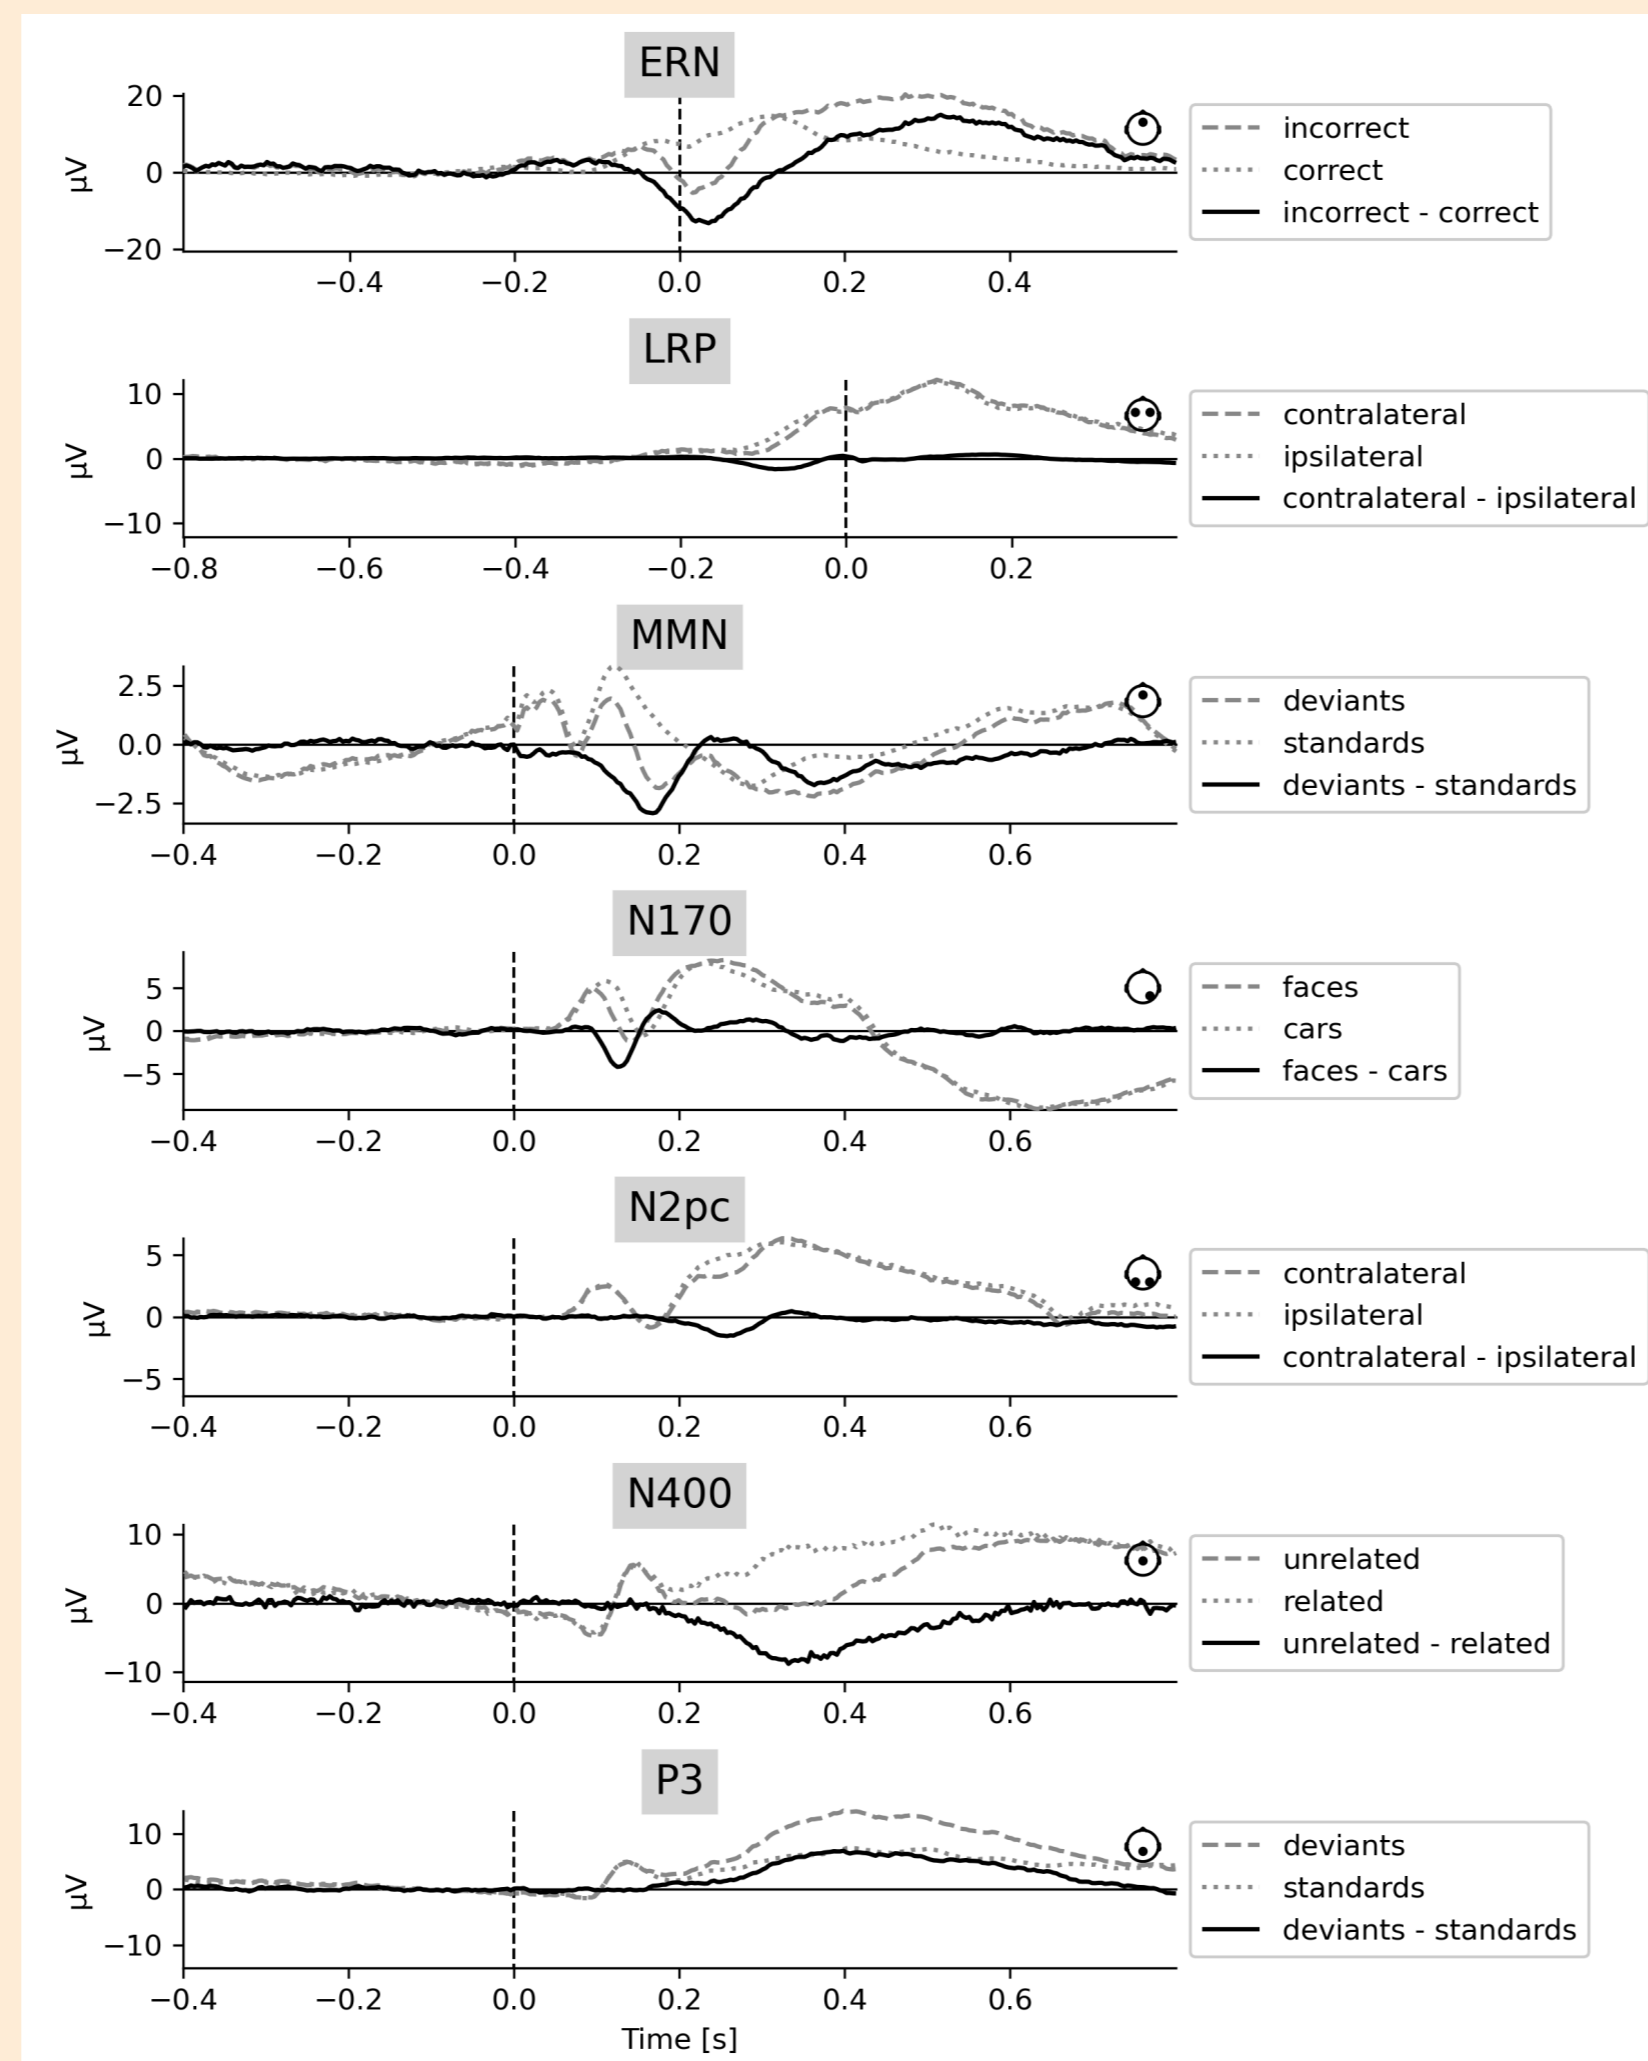 ERN
20
0
−20
µV
−0.4 −0.2 0.0 0.2 0.4
incorrect
correct
incorrect - correct
LRP
10
0
−10
µV
−0.8 −0.6 −0.4 −0.2 0.0 0.2
contralateral
ipsilateral
contralateral - ipsilateral
MMN
2.5
0.0
−2.5
µV
−0.4 −0.2 0.0 0.2 0.4 0.6
deviants
standards
deviants - standards
N170
5
0
−5
µV
−0.4 −0.2 0.0 0.2 0.4 0.6
faces
cars
faces - cars
N2pc
5
0
−5
µV
−0.4 −0.2 0.0 0.2 0.4 0.6
contralateral
ipsilateral
contralateral - ipsilateral
N400
10
0
−10
µV
−0.4 −0.2 0.0 0.2 0.4 0.6
unrelated
related
unrelated - related
P3
10
0
−10
µV
−0.4 −0.2 0.0 0.2 0.4 0.6
deviants
standards
deviants - standards
Time [s]